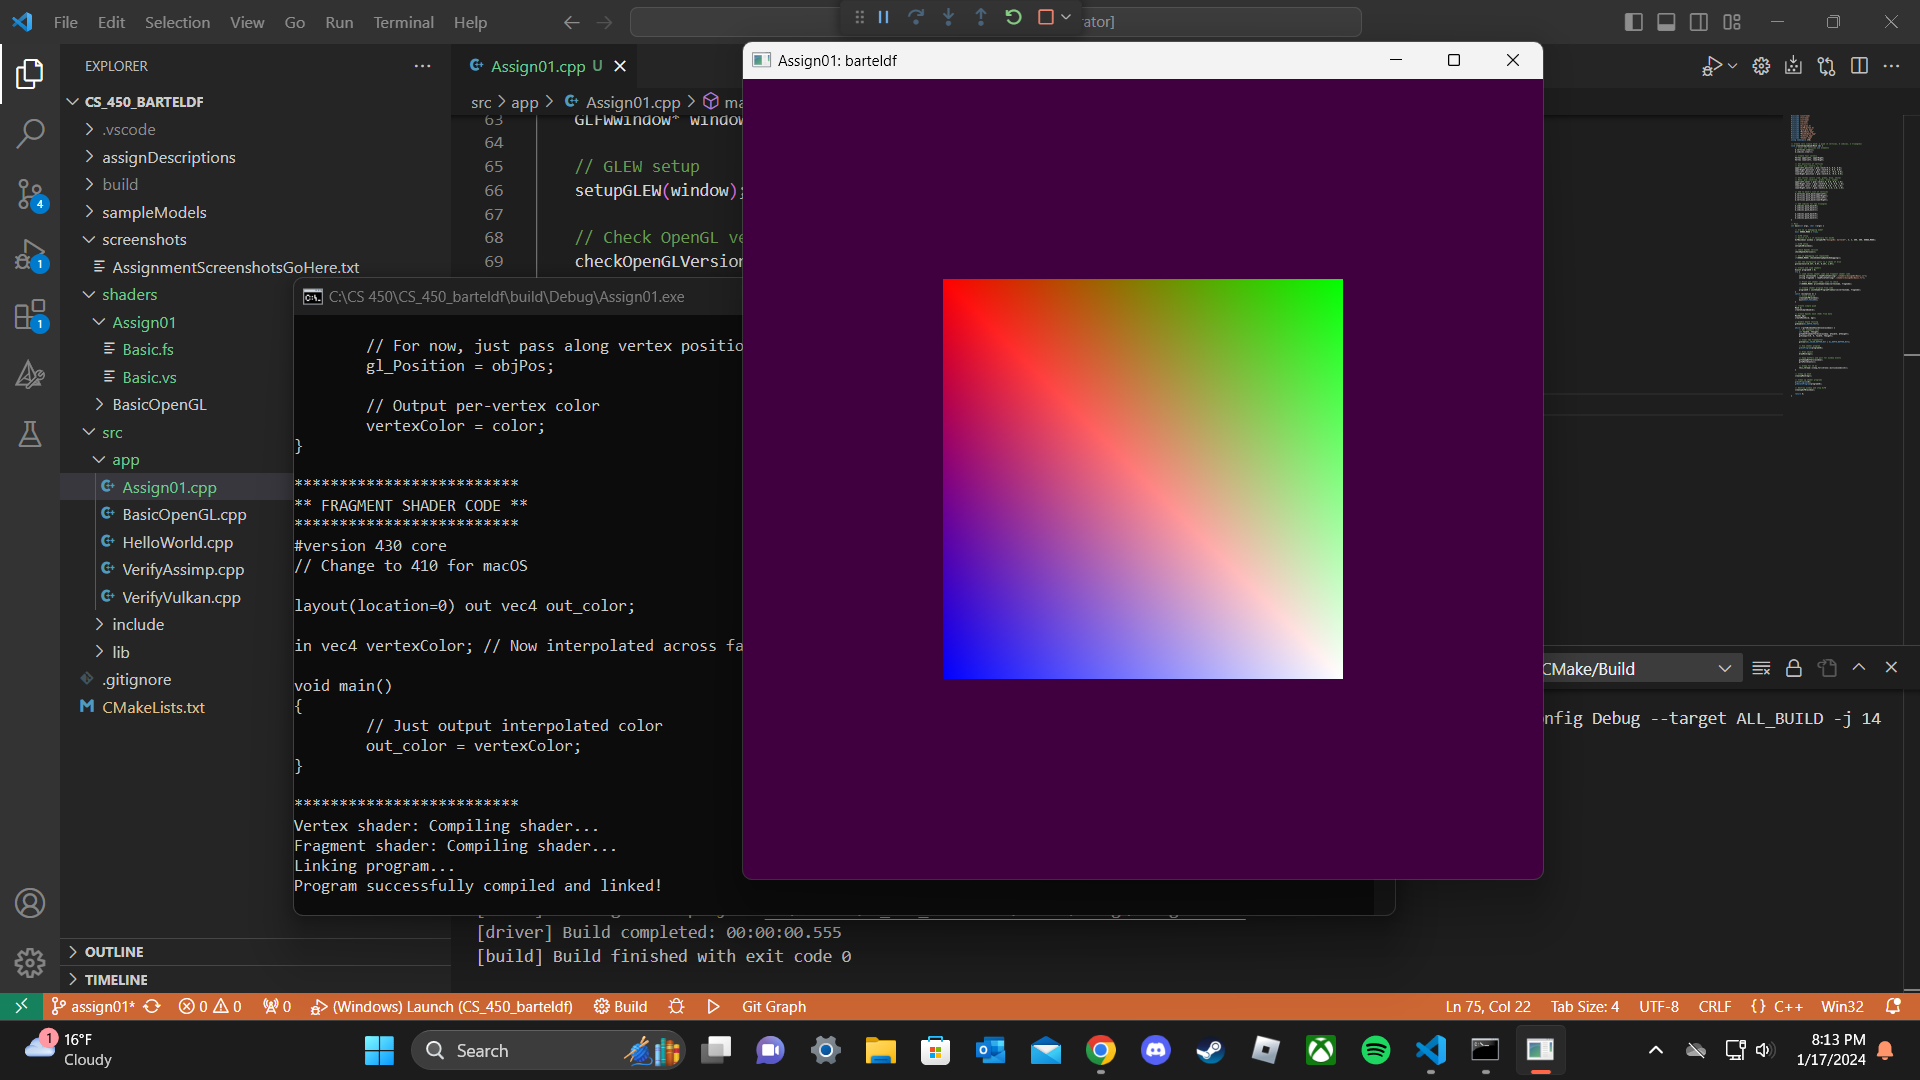 File Edit Selection View Go Run Terminal Help
rator]
EXPLORER
CS_450_BARTELDF
.vscode
assignDescriptions
build
sampleModels
screenshots
AssignmentScreenshotsGoHere.txt
shaders
Assign01
Basic.fs
Basic.vs
BasicOpenGL
src
app
Assign01.cpp
BasicOpenGL.cpp
HelloWorld.cpp
VerifyAssimp.cpp
VerifyVulkan.cpp
include
lib
.gitignore
CMakeLists.txt
OUTLINE
TIMELINE
4
1
1
Assign01.cpp U
src > app > Assign01.cpp > ma
63 GLFWwindow* window
64
65 // GLEW setup
66 setupGLEW(window);
67
68 // Check OpenGL ve
69 checkOpenGLVersion
C:\CS 450\CS_450_barteldf\build\Debug\Assign01.exe
// For now, just pass along vertex positio
gl_Position = objPos;
// Output per-vertex color
vertexColor = color;
}
*************************
** FRAGMENT SHADER CODE **
*************************
#version 430 core
// Change to 410 for macOS
layout(location=0) out vec4 out_color;
in vec4 vertexColor; // Now interpolated across fa
void main()
{
// Just output interpolated color
out_color = vertexColor;
}
*************************
Vertex shader: Compiling shader...
Fragment shader: Compiling shader...
Linking program...
Program successfully compiled and linked!
Assign01: barteldf
CMake/Build
nfig Debug --target ALL_BUILD -j 14
[driver] Build completed: 00:00:00.555
[build] Build finished with exit code 0
assign01* 0 0 0 (Windows) Launch (CS_450_barteldf) Build Git Graph Ln 75, Col 22 Tab Size: 4 UTF-8 CRLF {} C++ Win32
1
16°F
Cloudy
Search
8:13 PM
1/17/2024